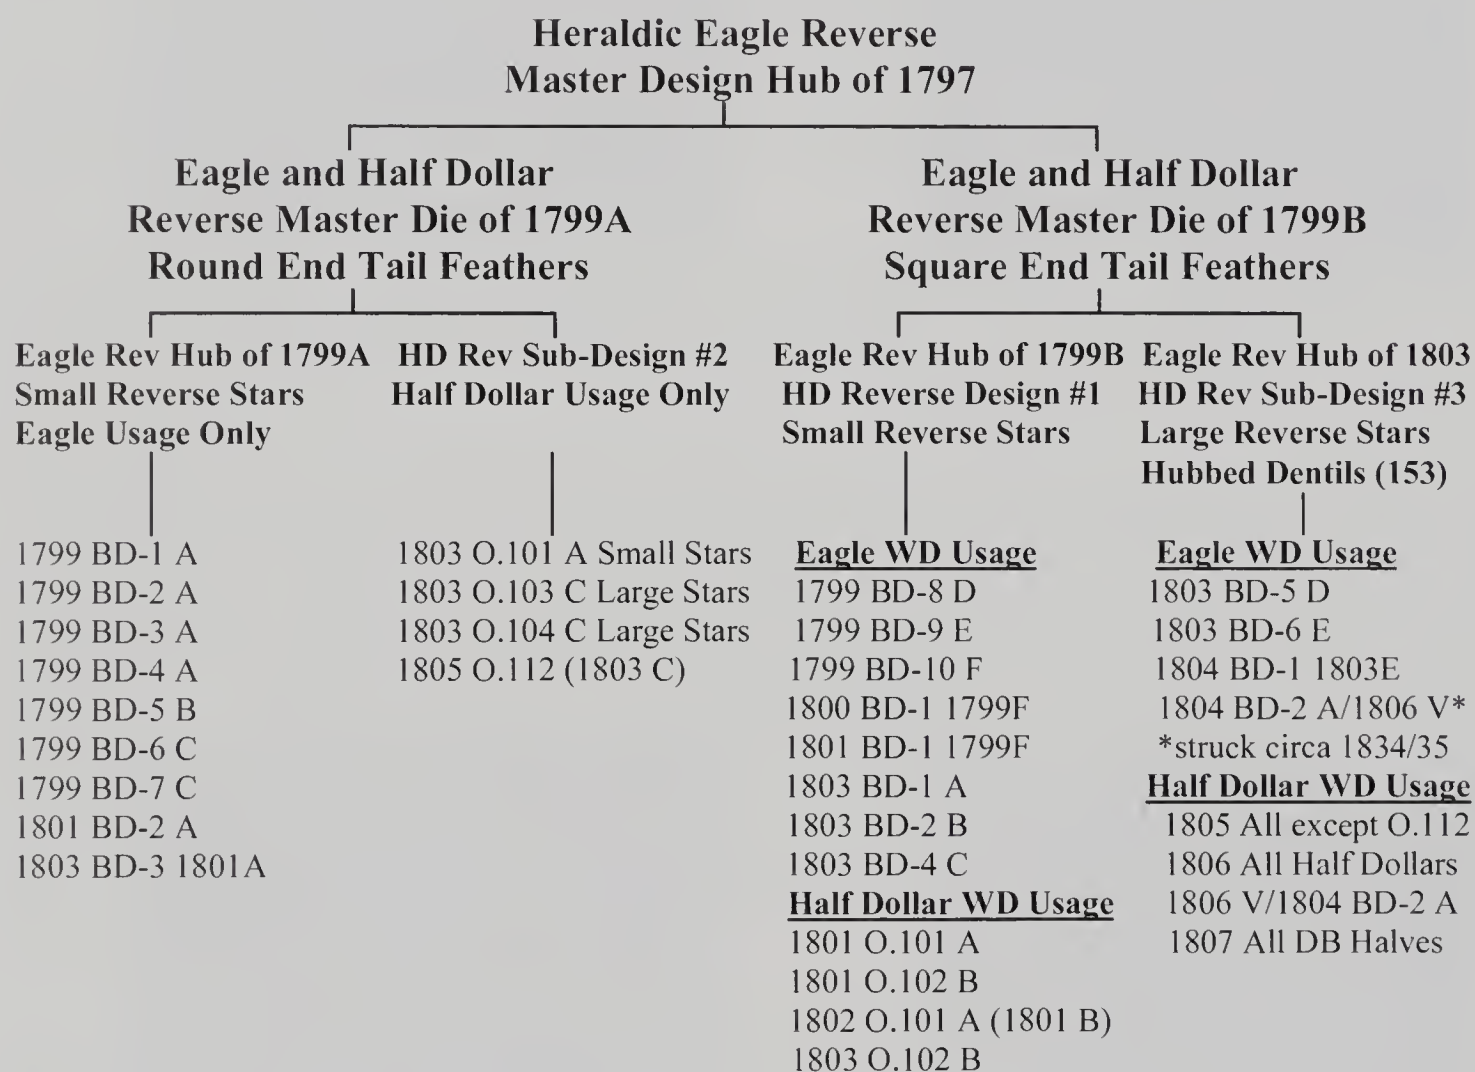 Heraldic Eagle Reverse
Master Design Hub of 1797
Eagle and Half Dollar
Reverse Master Die of 1799A
Round End Tail Feathers
Eagle and Half Dollar
Reverse Master Die of 1799B
Square End Tail Feathers
Eagle Rev Hub of 1799A
Small Reverse Stars
Eagle Usage Only
1799 BD-1 A
1799 BD-2 A
1799 BD-3 A
1799 BD-4 A
1799 BD-5 B
1799 BD-6 C
1799 BD-7 C
1801 BD-2 A
1803 BD-3 1801A
HD Rev Sub-Design #2
Half Dollar Usage Only
1803 O.101 A Small Stars
1803 O.103 C Large Stars
1803 O.104 C Large Stars
1805 O.112 (1803 C)
Eagle Rev Hub of 1799B
HD Reverse Design #1
Small Reverse Stars
Eagle WD Usage
1799 BD-8 D
1799 BD-9 E
1799 BD-10 F
1800 BD-1 1799F
1801 BD-1 1799F
1803 BD-1 A
1803 BD-2 B
1803 BD-4 C
Half Dollar WD Usage
1801 O.101 A
1801 O.102 B
1802 O.101 A (1801 B)
1803 O.102 B
Eagle Rev Hub of 1803
HD Rev Sub-Design #3
Large Reverse Stars
Hubbed Dentils (153)
Eagle WD Usage
1803 BD-5 D
1803 BD-6 E
1804 BD-1 1803E
1804 BD-2 A/1806 V*
*struck circa 1834/35
Half Dollar WD Usage
1805 All except O.112
1806 All Half Dollars
1806 V/1804 BD-2 A
1807 All DB Halves